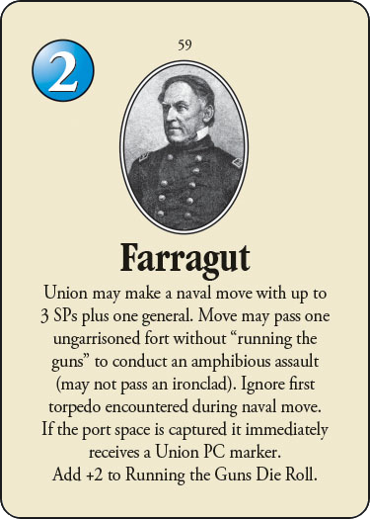 59
2
Farragut
Union may make a naval move with up to
3 SPs plus one general. Move may pass one
ungarrisoned fort without “running the
guns” to conduct an amphibious assault
(may not pass an ironclad). Ignore first
torpedo encountered during naval move.
If the port space is captured it immediately
receives a Union PC marker.
Add +2 to Running the Guns Die Roll.